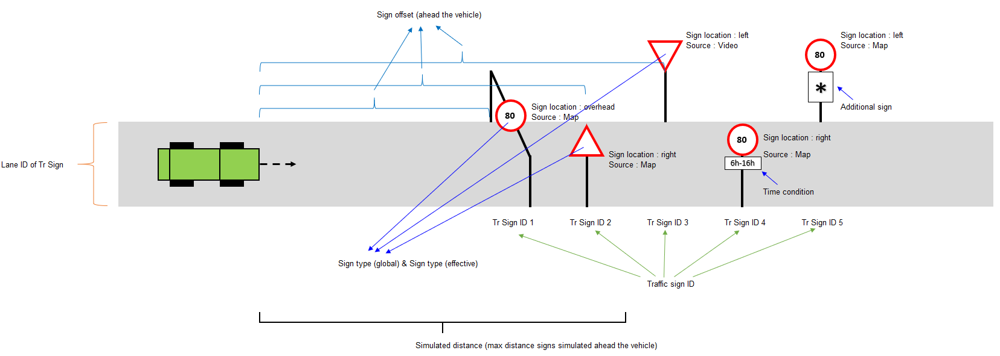 Sign offset (ahead the vehicle)
Sign location : left
Source : Video
Sign location : left
Source : Map
80
*
Additional sign
Sign location : overhead
Source : Map
80
Sign location : right
Source : Map
80
Sign location : right
Source : Map
6h-16h
Time condition
Lane ID of Tr Sign
Tr Sign ID 1
Tr Sign ID 2
Tr Sign ID 3
Tr Sign ID 4
Tr Sign ID 5
Sign type (global) & Sign type (effective)
Traffic sign ID
Simulated distance (max distance signs simulated ahead the vehicle)